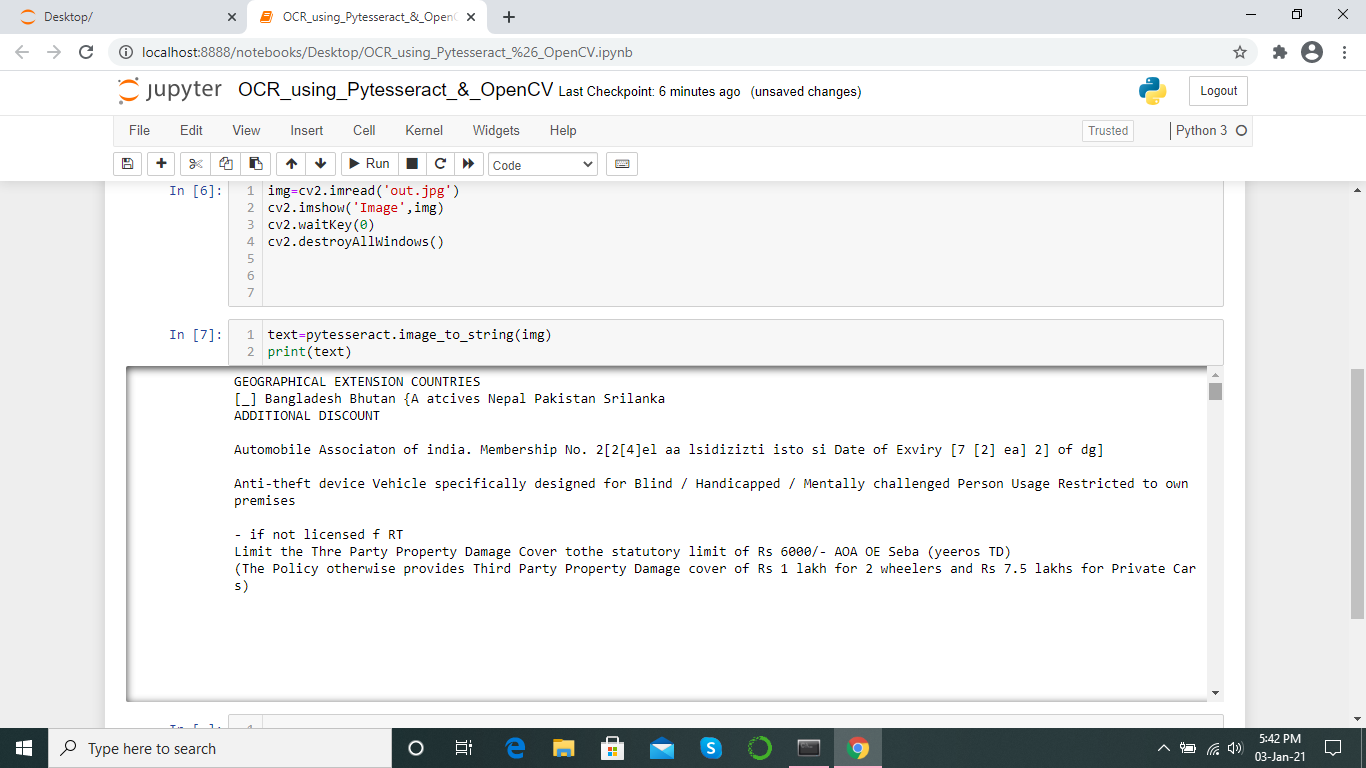 Desktop/
OCR_using_Pytesseract_&_Open
localhost:8888/notebooks/Desktop/OCR_using_Pytesseract_%26_OpenCV.ipynb
jupyter OCR_using_Pytesseract_&_OpenCV Last Checkpoint: 6 minutes ago (unsaved changes)
Logout
File Edit View Insert Cell Kernel Widgets Help
Trusted
Python 3
Run
Code
In [6]:
1 img=cv2.imread('out.jpg')
2 cv2.imshow('Image',img)
3 cv2.waitKey(0)
4 cv2.destroyAllWindows()
5
6
7
In [7]:
1 text=pytesseract.image_to_string(img)
2 print(text)
GEOGRAPHICAL EXTENSION COUNTRIES
[_] Bangladesh Bhutan {A atcives Nepal Pakistan Srilanka
ADDITIONAL DISCOUNT
Automobile Associaton of india. Membership No. 2[2[4]el aa lsidizizti isto si Date of Exviry [7 [2] ea] 2] of dg]
Anti-theft device Vehicle specifically designed for Blind / Handicapped / Mentally challenged Person Usage Restricted to own
premises
- if not licensed f RT
Limit the Thre Party Property Damage Cover tothe statutory limit of Rs 6000/- AOA OE Seba (yeeros TD)
(The Policy otherwise provides Third Party Property Damage cover of Rs 1 lakh for 2 wheelers and Rs 7.5 lakhs for Private Car
s)
Type here to search
5:42 PM
03-Jan-21